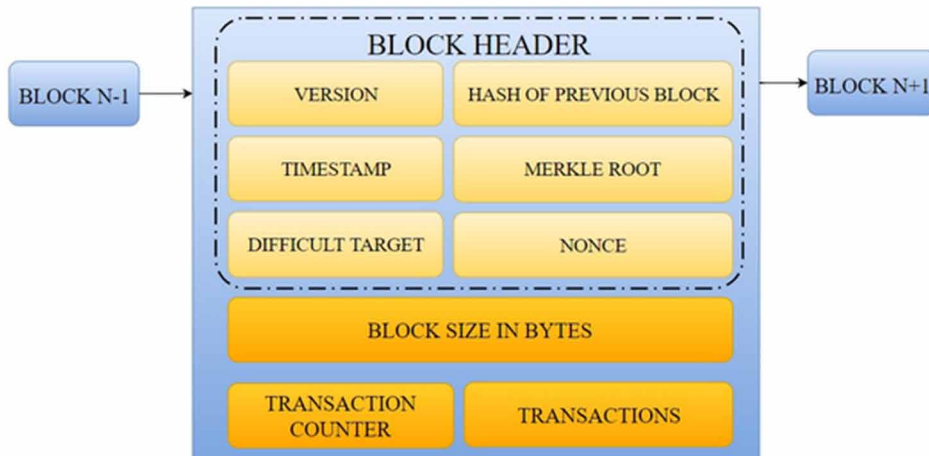 BLOCK HEADER
BLOCK N-1
VERSION
HASH OF PREVIOUS BLOCK
BLOCK N+1
TIMESTAMP
MERKLE ROOT
DIFFICULT TARGET
NONCE
BLOCK SIZE IN BYTES
TRANSACTION
COUNTER
TRANSACTIONS